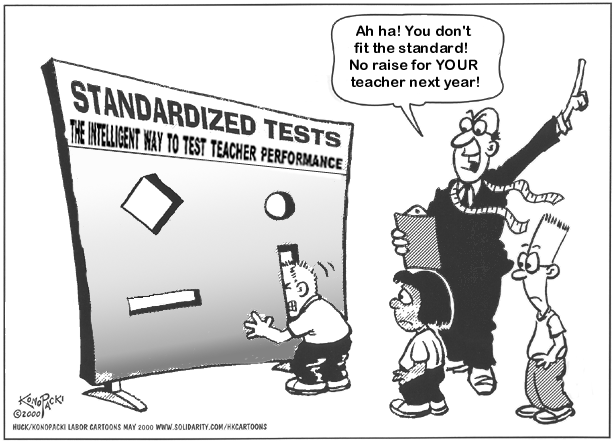 Ah ha! You don't
fit the standard!
No raise for YOUR
teacher next year!
STANDARDIZED TESTS
THE INTELLIGENT WAY TO TEST TEACHER PERFORMANCE
KONOPACKI
©2000
HUCK/KONOPACKI LABOR CARTOONS MAY 2000 WWW.SOLIDARITY.COM/HKCARTOONS